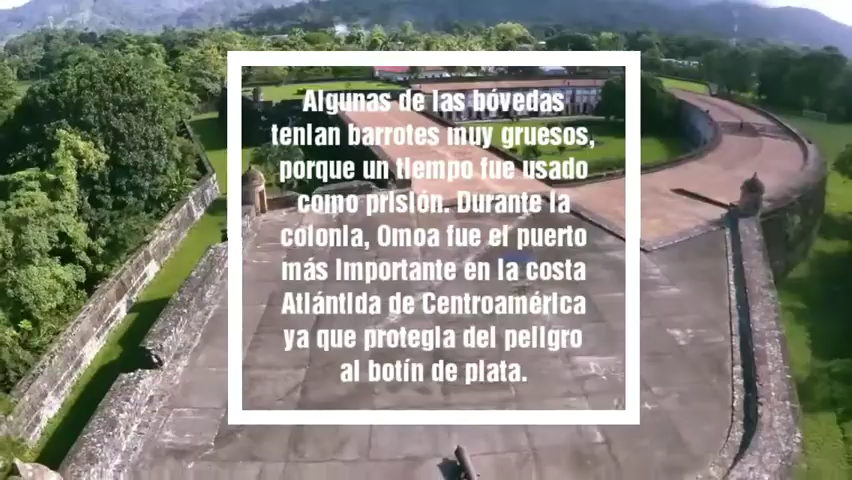 Algunas de las bóvedas
tenían barrotes muy gruesos,
porque un tiempo fue usado
como prisión. Durante la
colonia, Omoa fue el puerto
más importante en la costa
Atlántida de Centroamérica
ya que protegía del peligro
al botín de plata.